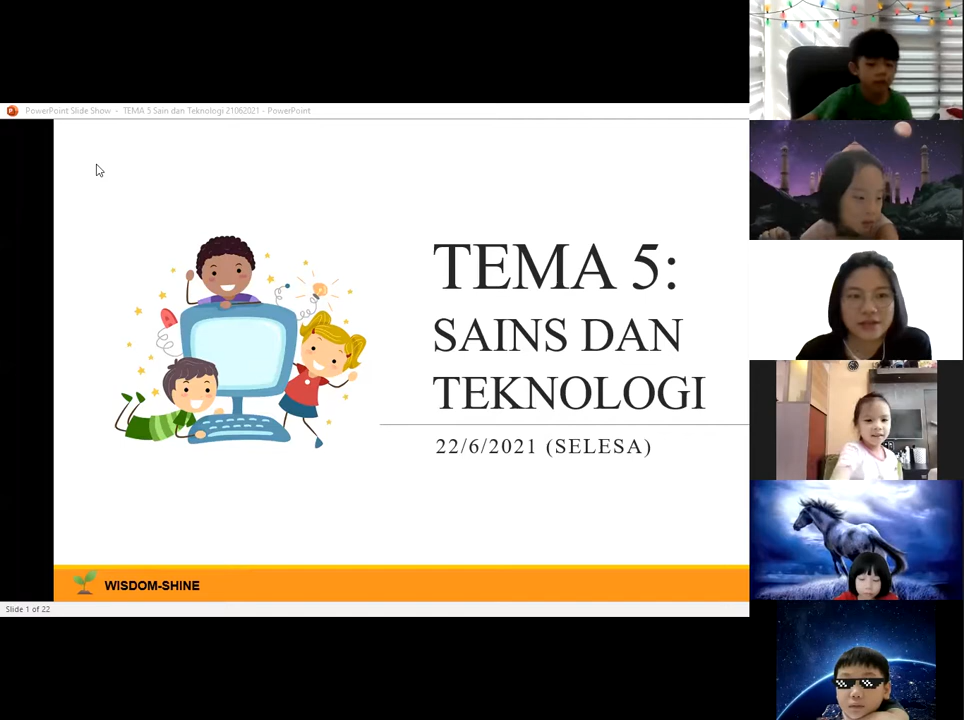 PowerPoint Slide Show - TEMA 5 Sain dan Teknologi 21062021 - PowerPoint
TEMA 5:
SAINS DAN
TEKNOLOGI
22/6/2021 (SELESA)
WISDOM-SHINE
Slide 1 of 22